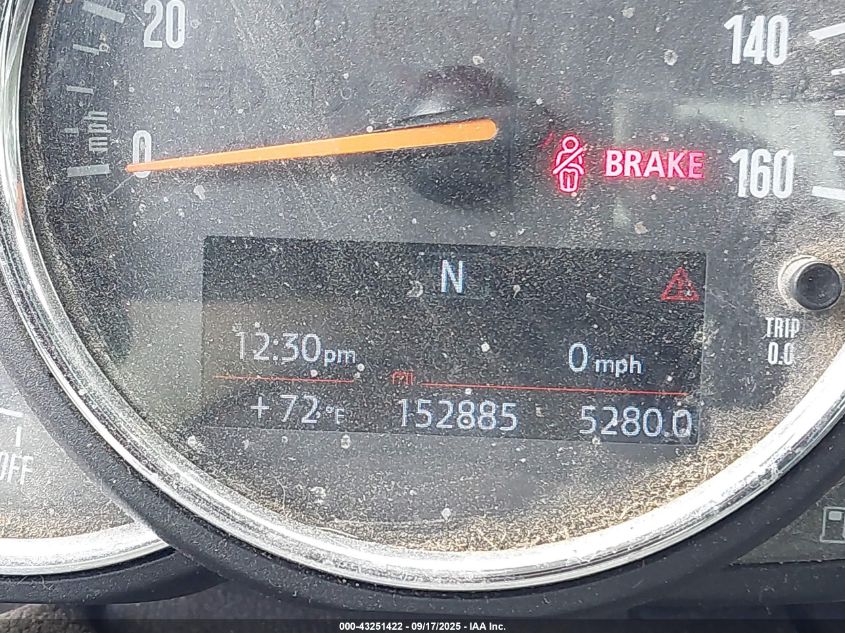 20
140
mph
0
BRAKE
160
N
TRIP
0.0
12:30pm
0 mph
mi
+72°F
152885
5280.0
OFF
000-43251422 - 09/17/2025 - IAA Inc.